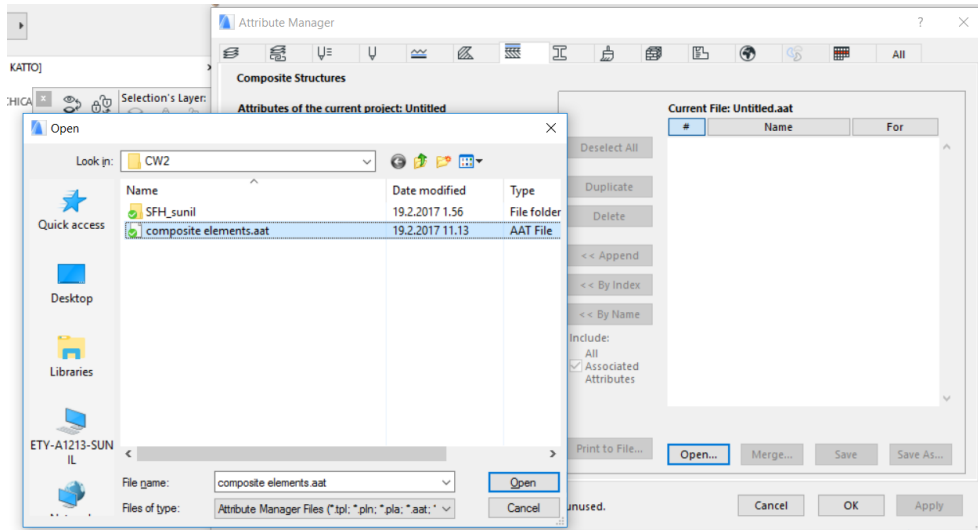 Attribute Manager
?
All
KATTO]
CHICA
Selection's Layer:
Composite Structures
Attributes of the current project: Untitled
Current File: Untitled.aat
#
Name
For
Open
Look in:
CW2
Name
Date modified
Type
SFH_sunil
19.2.2017 1.56
File folder
composite elements.aat
19.2.2017 11.13
AAT File
Quick access
Desktop
Libraries
ETY-A1213-SUN
IL
File name:
composite elements.aat
Open
Files of type:
Attribute Manager Files (*.tpl; *.pln; *.pla; *.aat; *
Cancel
Deselect All
Duplicate
Delete
<< Append
<< By Index
<< By Name
Include:
All
Associated
Attributes
Print to File...
Open...
Merge...
Save
Save As...
unused.
Cancel
OK
Apply